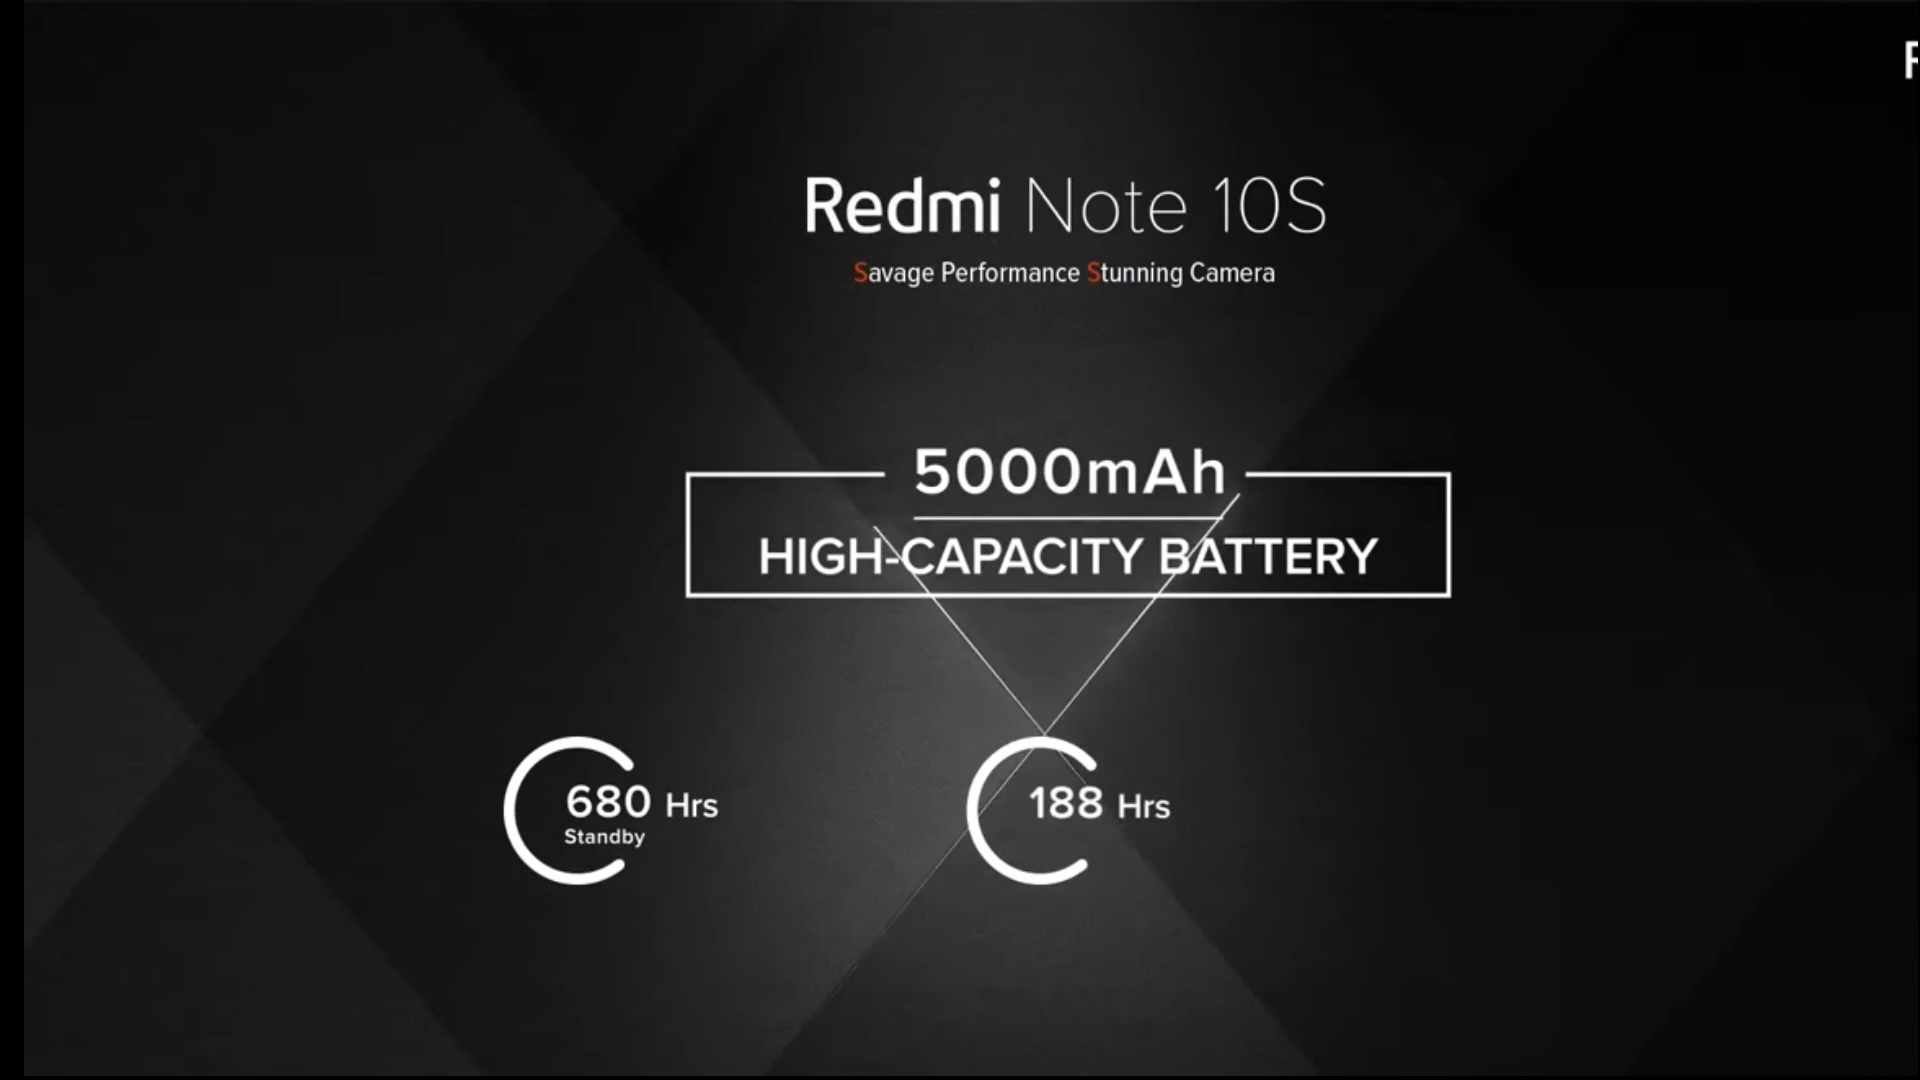 Redmi Note 10S
Savage Performance Stunning Camera
5000mAh
HIGH-CAPACITY BATTERY
680 Hrs
Standby
188 Hrs